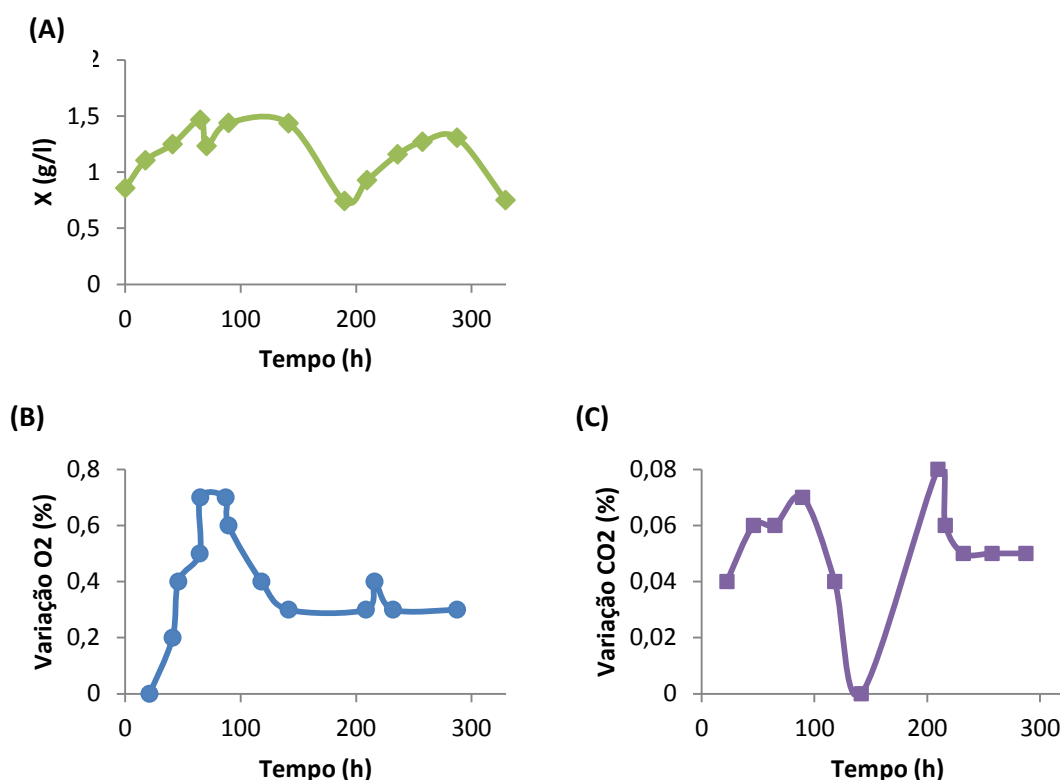 (A)
2
1,5
1
0,5
0
X (g/l)
0 100 200 300
Tempo (h)
(B)
0,8
0,6
0,4
0,2
0
Variação O2 (%)
0 100 200 300
Tempo (h)
(C)
0,08
0,06
0,04
0,02
0
Variação CO2 (%)
0 100 200 300
Tempo (h)